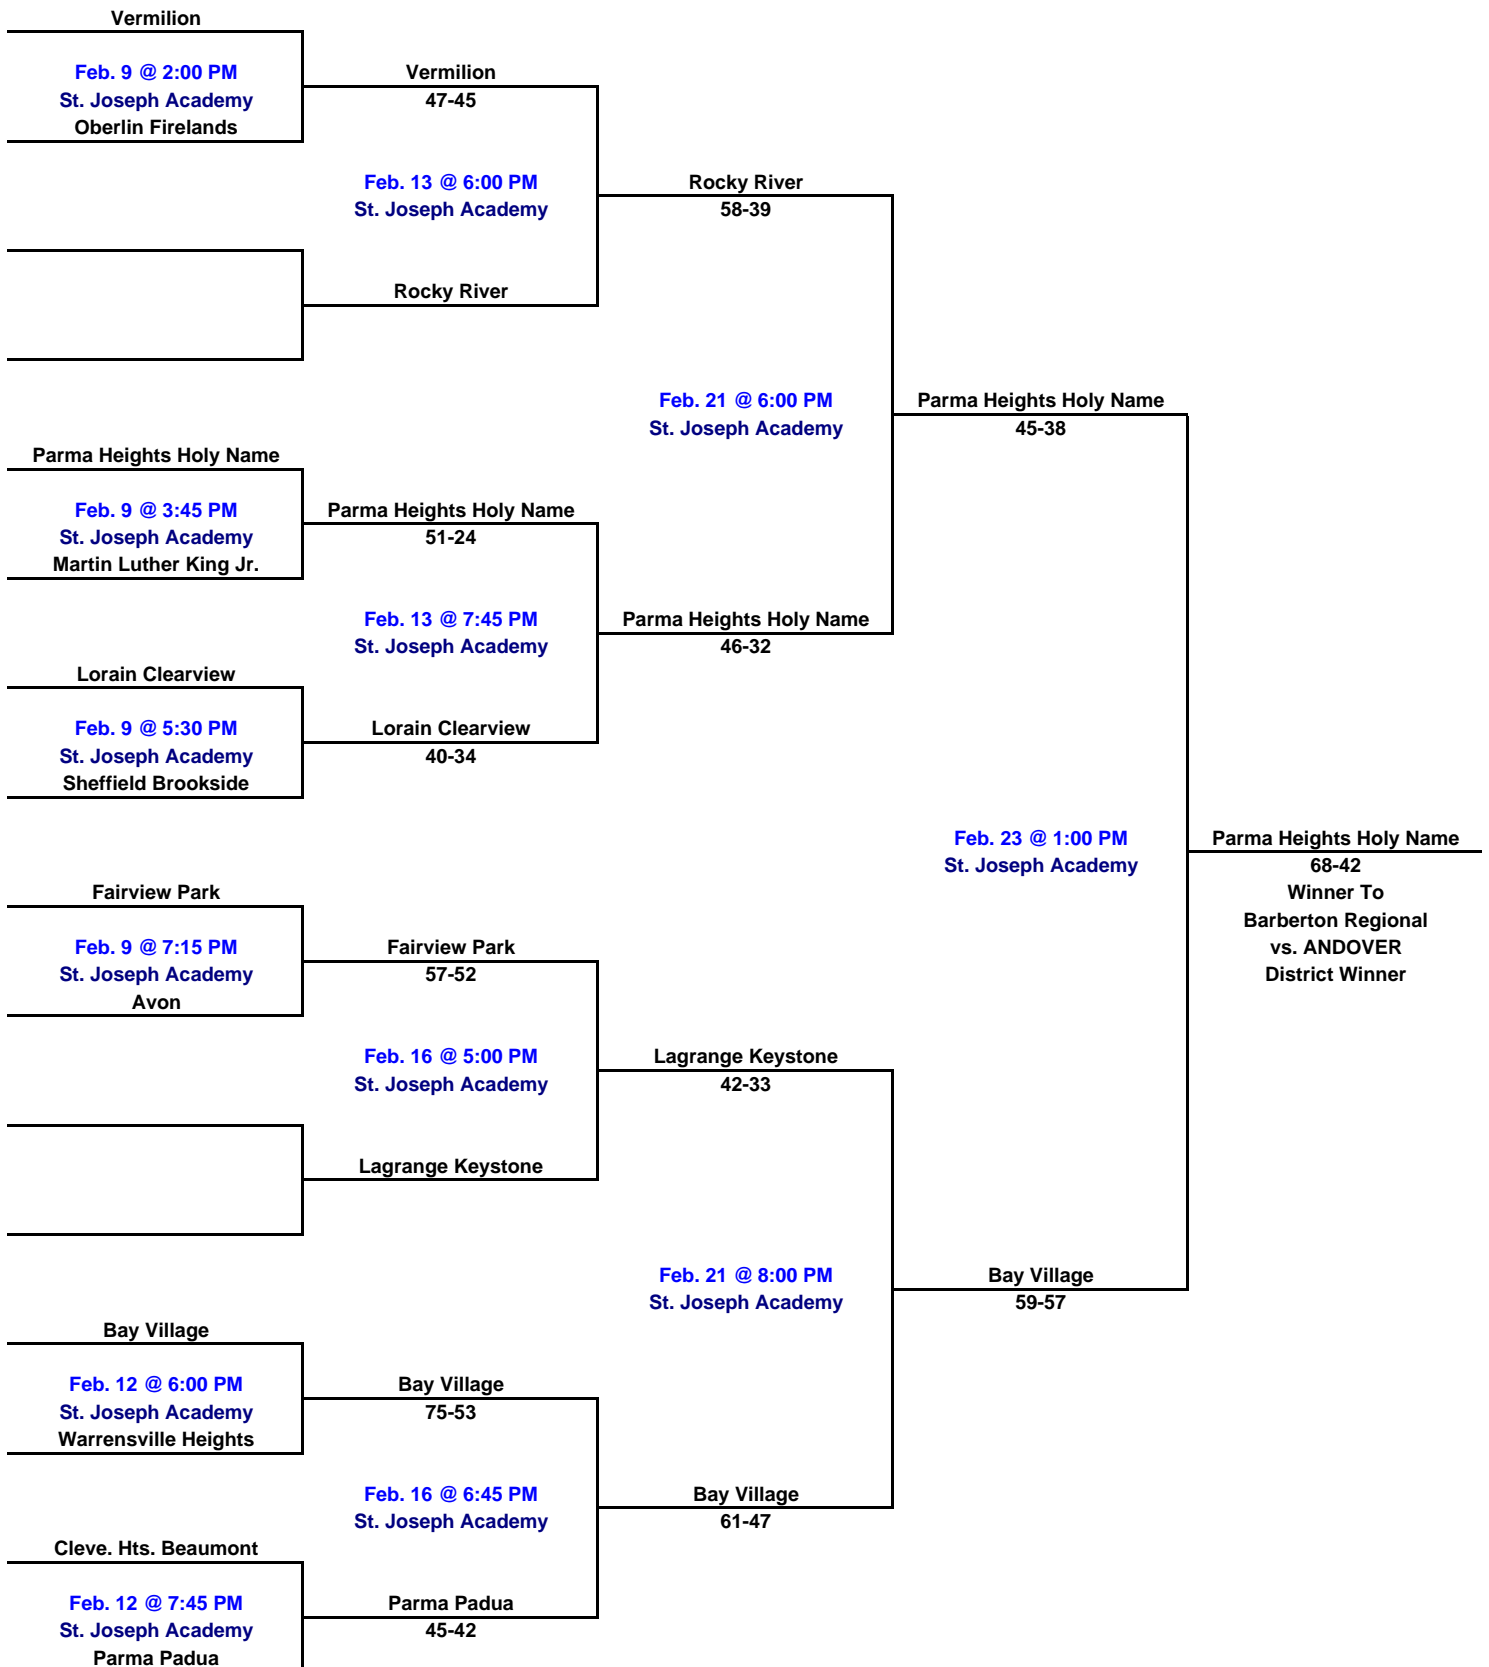 Vermilion
Feb. 9 @ 2:00 PM
St. Joseph Academy
Oberlin Firelands
Vermilion
47-45
Feb. 13 @ 6:00 PM
St. Joseph Academy
Rocky River
Rocky River
58-39
Parma Heights Holy Name
Feb. 9 @ 3:45 PM
St. Joseph Academy
Martin Luther King Jr.
Parma Heights Holy Name
51-24
Feb. 13 @ 7:45 PM
St. Joseph Academy
Lorain Clearview
Feb. 9 @ 5:30 PM
St. Joseph Academy
Sheffield Brookside
Lorain Clearview
40-34
Parma Heights Holy Name
46-32
Feb. 21 @ 6:00 PM
St. Joseph Academy
Parma Heights Holy Name
45-38
Fairview Park
Feb. 9 @ 7:15 PM
St. Joseph Academy
Avon
Fairview Park
57-52
Feb. 16 @ 5:00 PM
St. Joseph Academy
Lagrange Keystone
Lagrange Keystone
42-33
Bay Village
Feb. 12 @ 6:00 PM
St. Joseph Academy
Warrensville Heights
Bay Village
75-53
Feb. 16 @ 6:45 PM
St. Joseph Academy
Cleve. Hts. Beaumont
Feb. 12 @ 7:45 PM
St. Joseph Academy
Parma Padua
Parma Padua
45-42
Bay Village
61-47
Feb. 21 @ 8:00 PM
St. Joseph Academy
Bay Village
59-57
Feb. 23 @ 1:00 PM
St. Joseph Academy
Parma Heights Holy Name
68-42
Winner To
Barberton Regional
vs. ANDOVER
District Winner